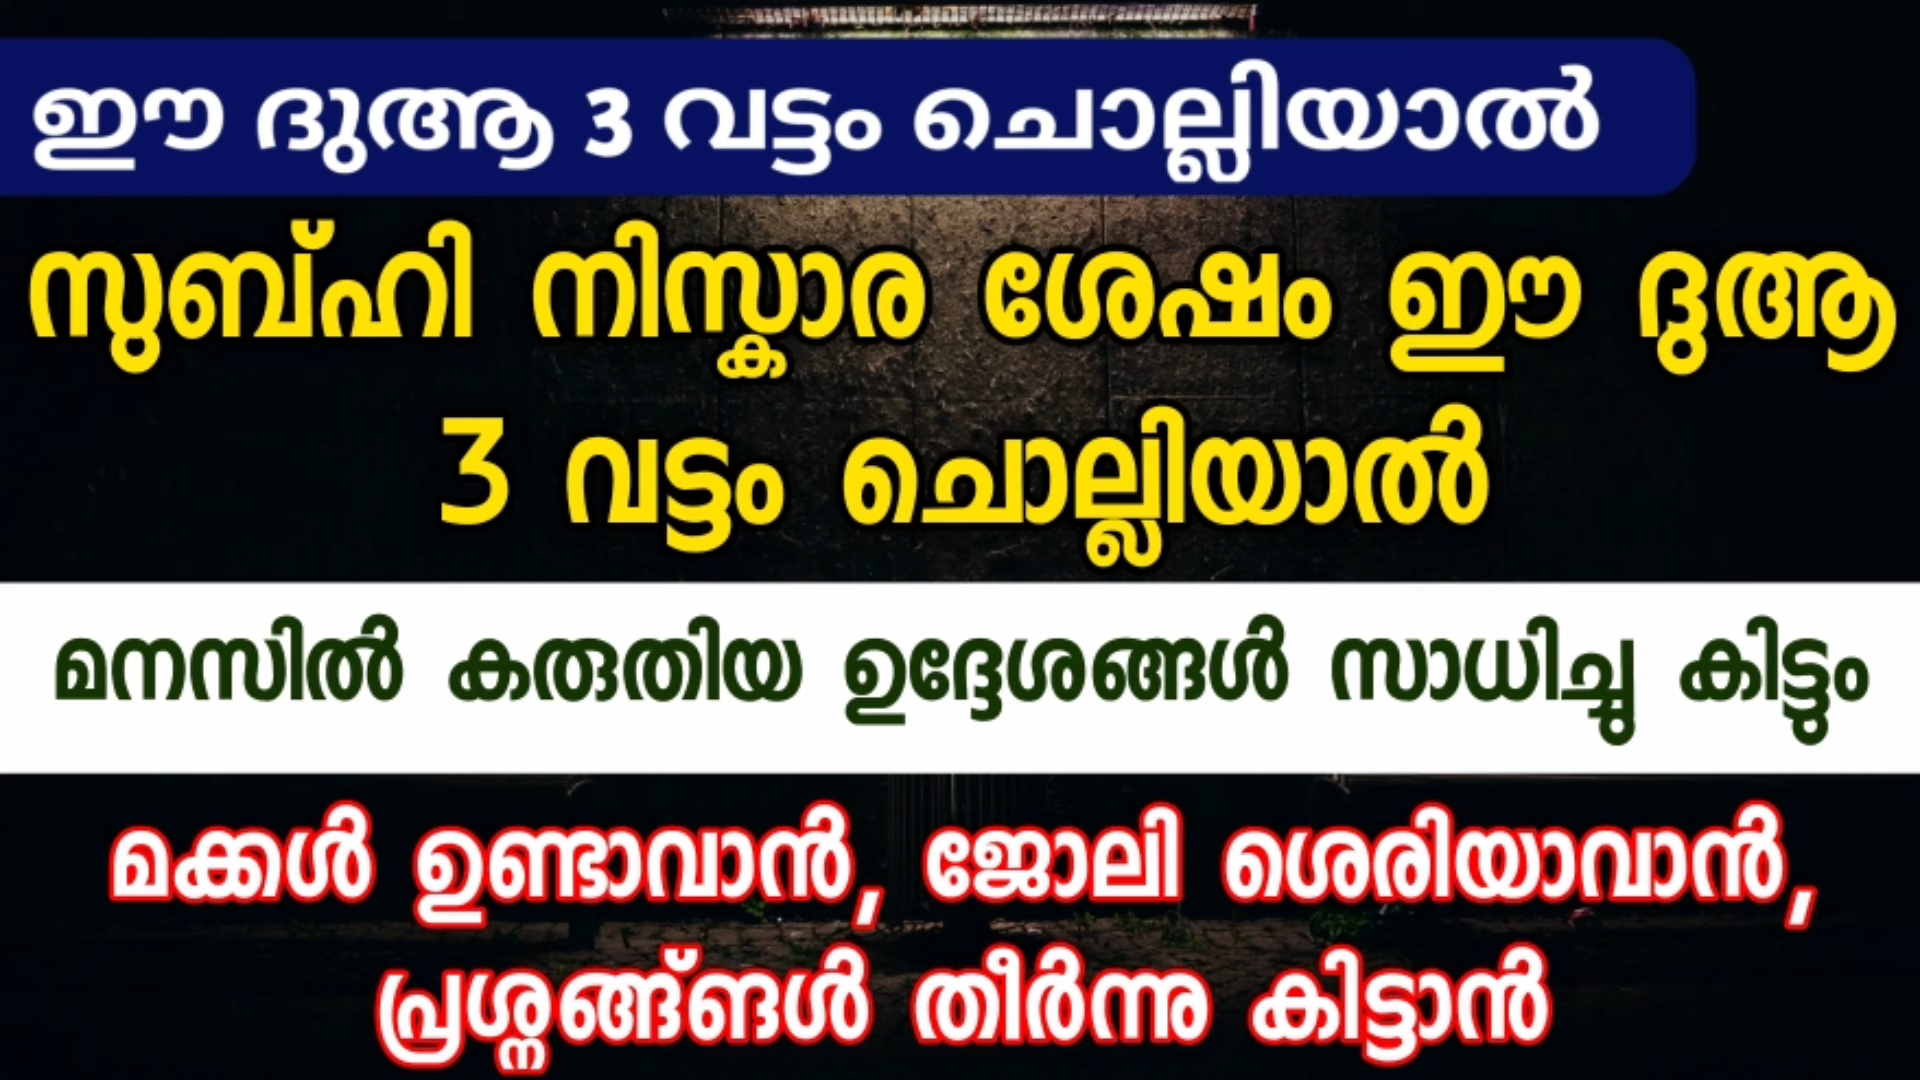 ഈ ദുആ 3 വട്ടം ചൊല്ലിയാൽ
സുബ്ഹി നിസ്കാര ശേഷം ഈ ദുആ
3 വട്ടം ചൊല്ലിയാൽ
മനസിൽ കരുതിയ ഉദ്ദേശങ്ങൾ സാധിച്ചു കിട്ടും
മക്കൾ ഉണ്ടാവാൻ, ജോലി ശെരിയാവാൻ,
പ്രശ്നങ്ങ്ങൾ തീർന്നു കിട്ടാൻ